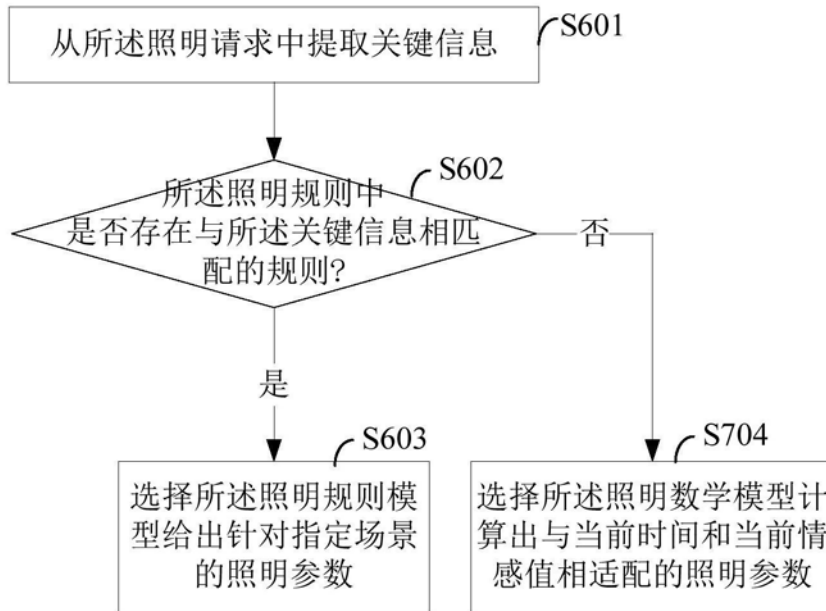 从所述照明请求中提取关键信息
S601
所述照明规则中
是否存在与所述关键信息相匹
配的规则?
S602
否
是
S603
选择所述照明规则模
型给出针对指定场景
的照明参数
S704
选择所述照明数学模型计
算出与当前时间和当前情
感值相适配的照明参数